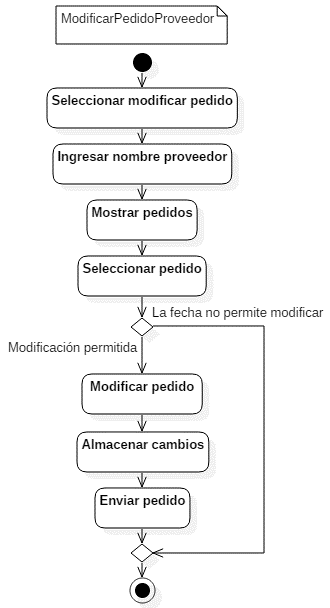 ModificarPedidoProveedor
Seleccionar modificar pedido
Ingresar nombre proveedor
Mostrar pedidos
Seleccionar pedido
La fecha no permite modificar
Modificación permitida
Modificar pedido
Almacenar cambios
Enviar pedido